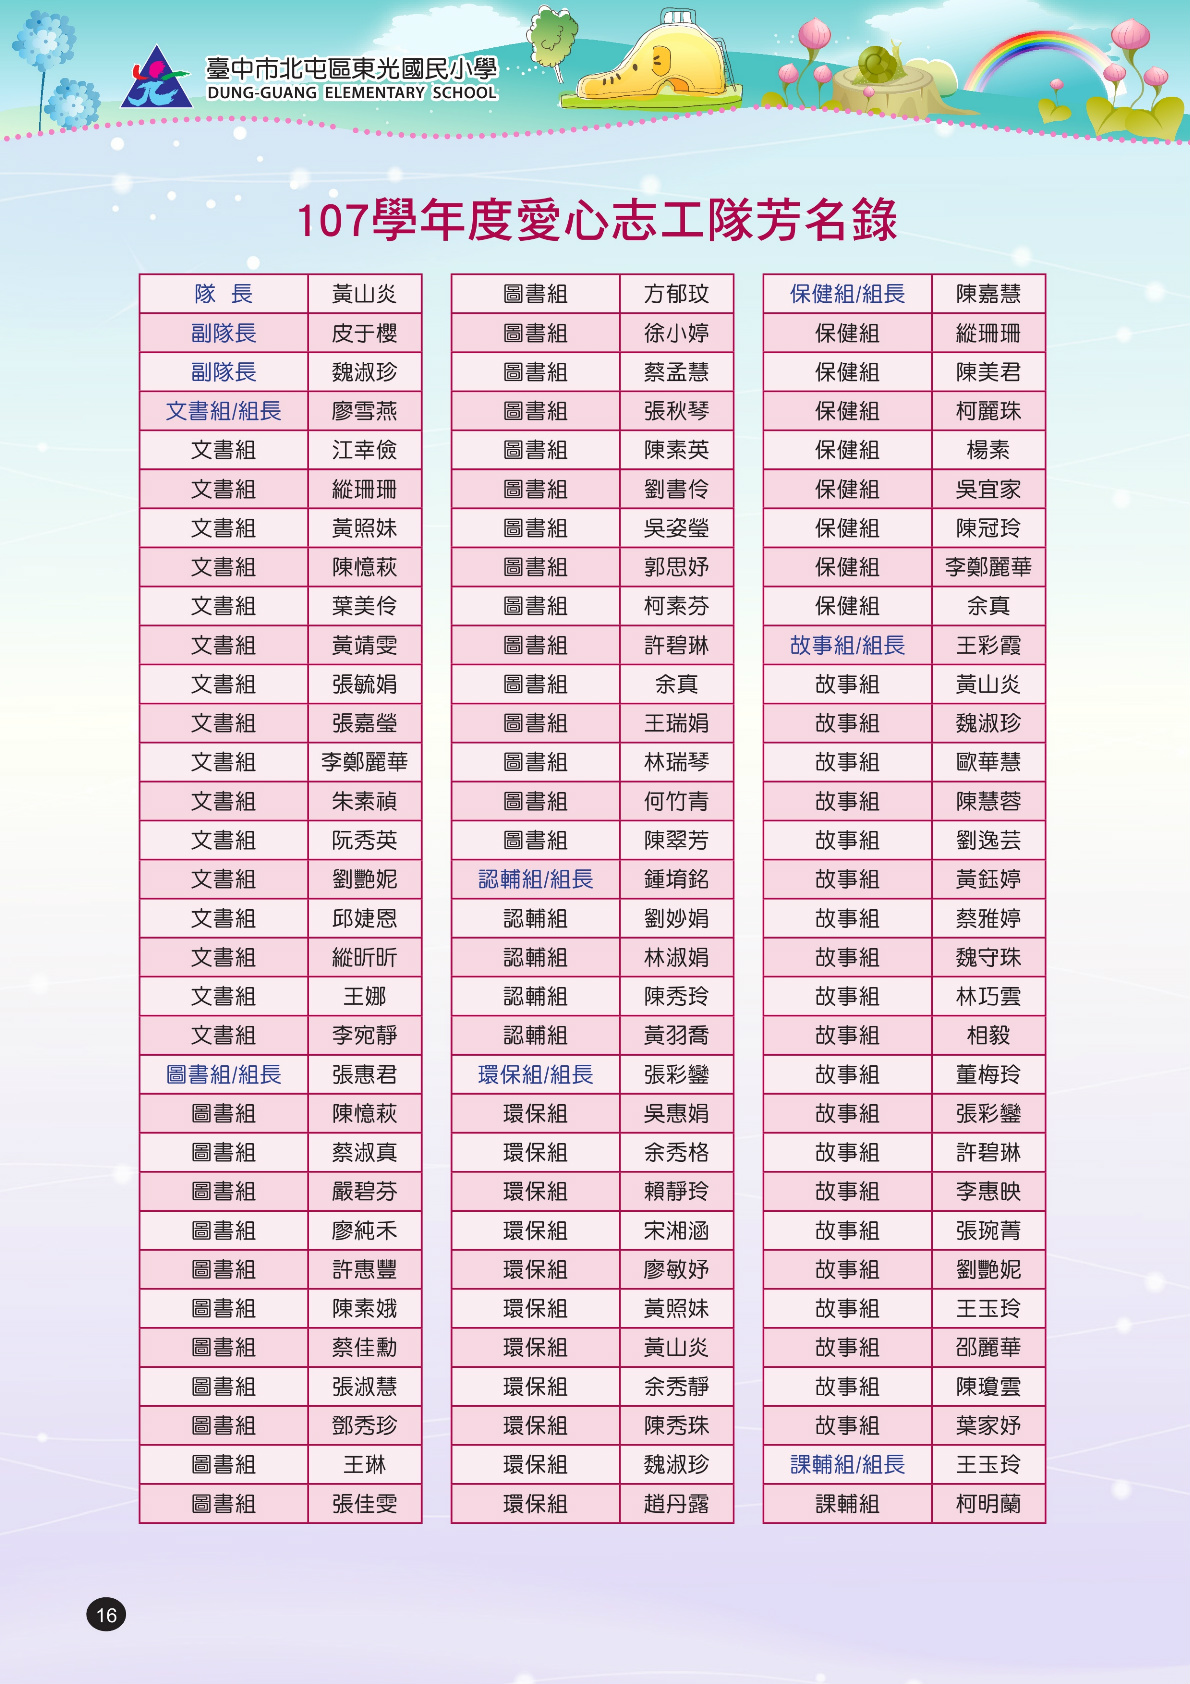 臺中市北屯區東光國民小學
DUNG-GUANG ELEMENTARY SCHOOL
107學年度愛心志工隊芳名錄
隊 長 黃山炎
副隊長 皮于櫻
副隊長 魏淑珍
文書組/組長 廖雪燕
文書組 江幸儉
文書組 縱珊珊
文書組 黃照妹
文書組 陳憶萩
文書組 葉美伶
文書組 黃靖雯
文書組 張毓娟
文書組 張嘉瑩
文書組 李鄭麗華
文書組 朱素禎
文書組 阮秀英
文書組 劉艷妮
文書組 邱婕恩
文書組 縱昕昕
文書組 王娜
文書組 李宛靜
圖書組/組長 張惠君
圖書組 陳憶萩
圖書組 蔡淑真
圖書組 嚴碧芬
圖書組 廖純禾
圖書組 許惠豐
圖書組 陳素娥
圖書組 蔡佳勳
圖書組 張淑慧
圖書組 鄧秀珍
圖書組 王琳
圖書組 張佳雯
圖書組 方郁玟
圖書組 徐小婷
圖書組 蔡孟慧
圖書組 張秋琴
圖書組 陳素英
圖書組 劉書伶
圖書組 吳姿瑩
圖書組 郭思妤
圖書組 柯素芬
圖書組 許碧琳
圖書組 余真
圖書組 王瑞娟
圖書組 林瑞琴
圖書組 何竹青
圖書組 陳翠芳
認輔組/組長 鍾堉銘
認輔組 劉妙娟
認輔組 林淑娟
認輔組 陳秀玲
認輔組 黃羽喬
環保組/組長 張彩鑾
環保組 吳惠娟
環保組 余秀格
環保組 賴靜玲
環保組 宋湘涵
環保組 廖敏妤
環保組 黃照妹
環保組 黃山炎
環保組 余秀靜
環保組 陳秀珠
環保組 魏淑珍
環保組 趙丹露
保健組/組長 陳嘉慧
保健組 縱珊珊
保健組 陳美君
保健組 柯麗珠
保健組 楊素
保健組 吳宜家
保健組 陳冠玲
保健組 李鄭麗華
保健組 余真
故事組/組長 王彩霞
故事組 黃山炎
故事組 魏淑珍
故事組 歐華慧
故事組 陳慧蓉
故事組 劉逸芸
故事組 黃鈺婷
故事組 蔡雅婷
故事組 魏守珠
故事組 林巧雲
故事組 相毅
故事組 董梅玲
故事組 張彩鑾
故事組 許碧琳
故事組 李惠映
故事組 張琬菁
故事組 劉艷妮
故事組 王玉玲
故事組 邵麗華
故事組 陳瓊雲
故事組 葉家妤
課輔組/組長 王玉玲
課輔組 柯明蘭
16